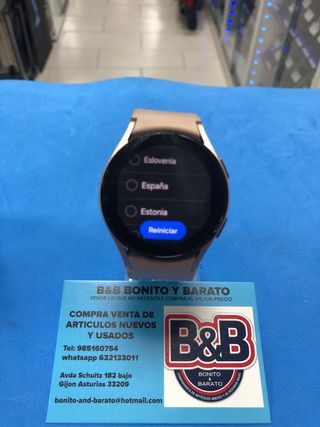 Eslovenia
España
Estonia
Reiniciar
B&B BONITO Y BARATO
VENDE LO QUE NO NECESITAS COMPRA AL MEJOR PRECIO
COMPRA VENTA DE
ARTICULOS NUEVOS
Y USADOS
Tel: 985160754
whatsapp 632133011
Avda Schultz 182 bajo
Gijon Asturias 33209
bonito-and-barato@hotmail.com
B&B
BONITO
Y
BARATO